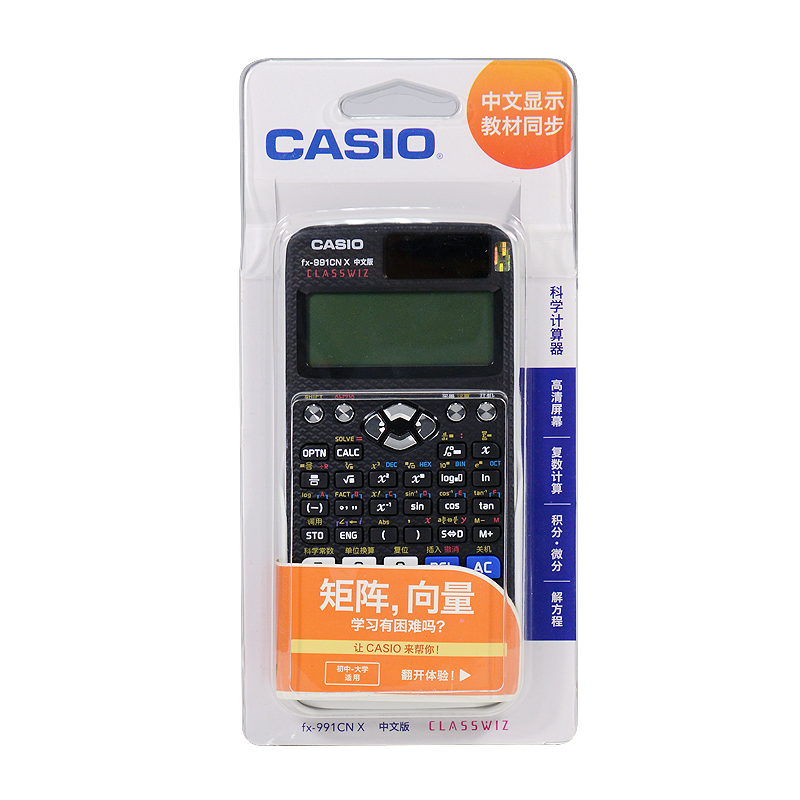 中文显示
教材同步
CASIO®
CASIO
fx-991CN X 中文版
CLASSWIZ
科学计算器
高清屏幕
复数计算
积分·微分
解方程
SHIFT
SOLVE =
OPTN CALC
x
DEC HEX BIN OCT
ln
FACT
(−) sin cos tan
调用 Abs
STO ENG ( ) S⇔D M+
科学常数 单位换算 复位 插入 撤消 关机
DEL AC
矩阵，向量
学习有困难吗？
让 CASIO 来帮你！
初中-大学
适用
翻开体验！▶
fx-991CN X 中文版 CLASSWIZ